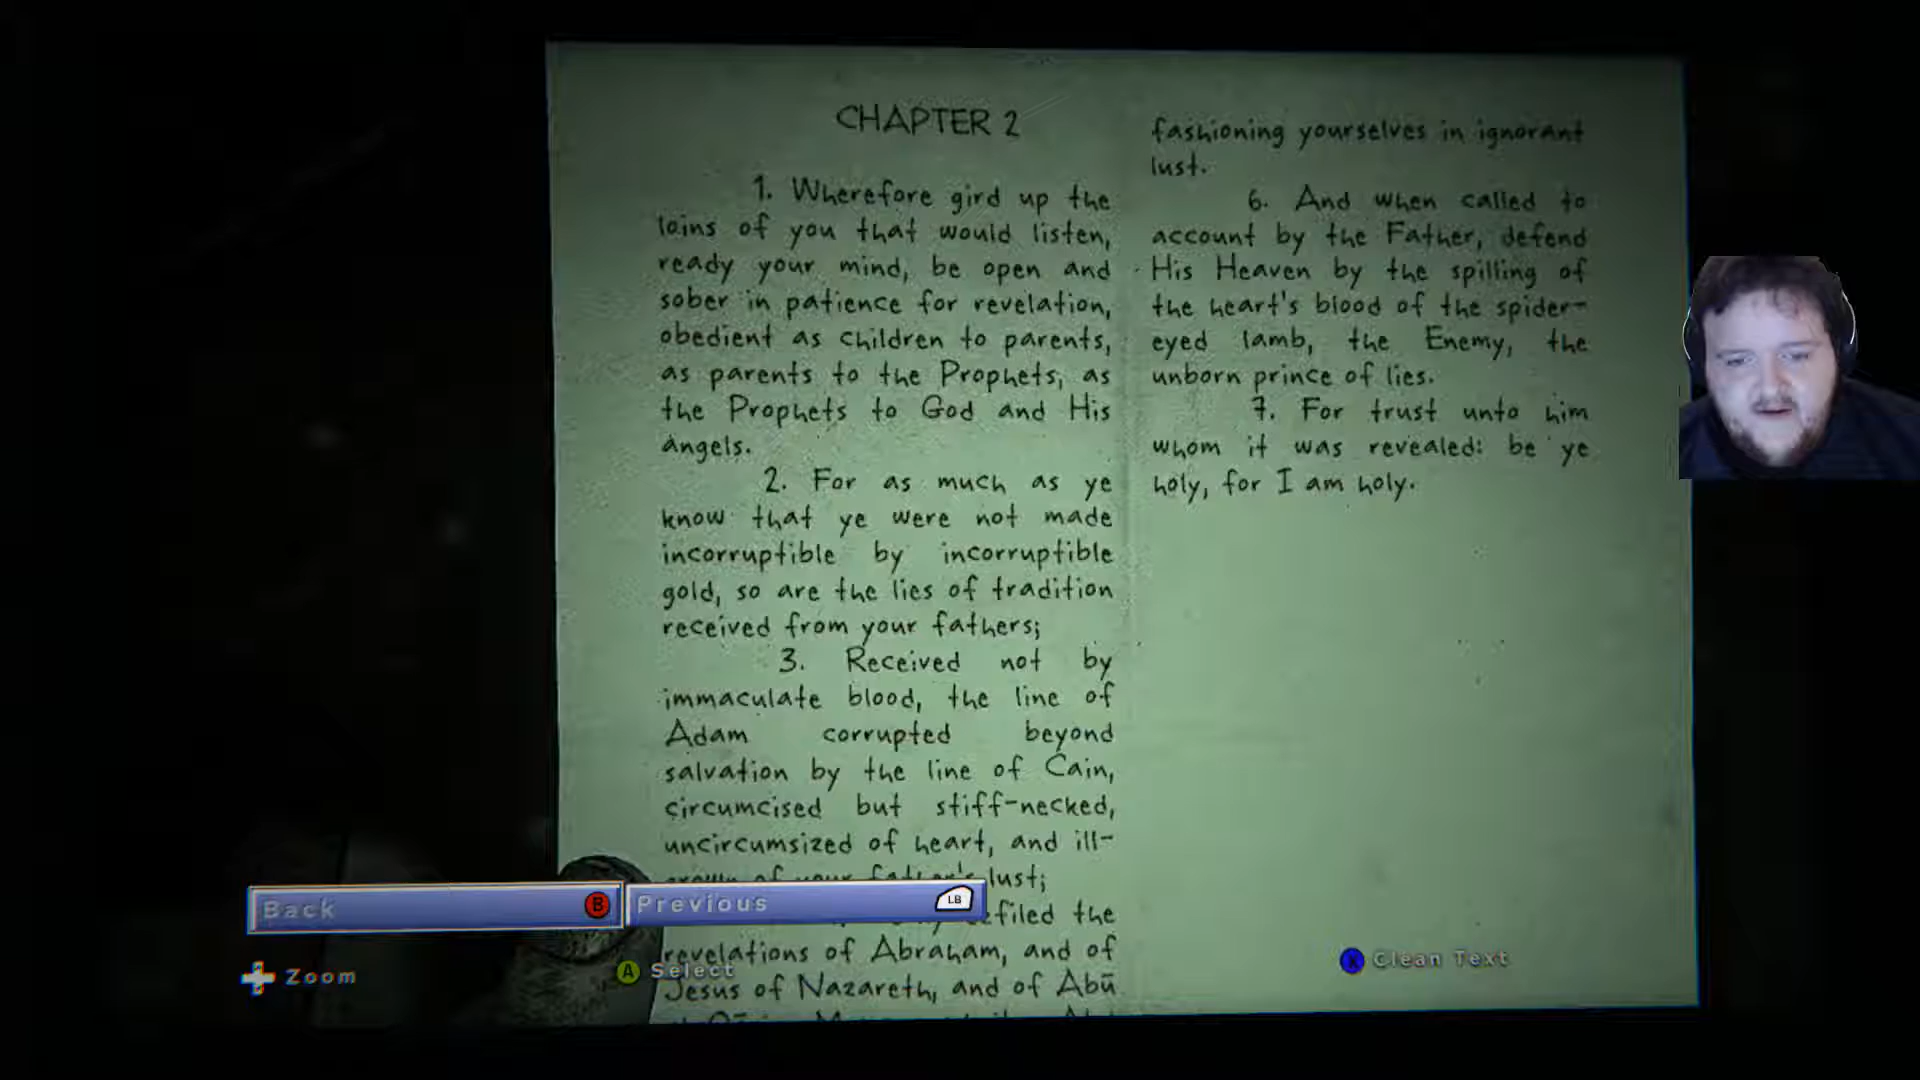 CHAPTER 2
1. Wherefore gird up the
loins of you that would listen,
ready your mind, be open and
sober in patience for revelation,
obedient as children to parents,
as parents to the Prophets, as
the Prophets to God and His
angels.
2. For as much as ye
know that ye were not made
incorruptible by incorruptible
gold, so are the lies of tradition
received from your fathers;
3. Received not by
immaculate blood, the line of
Adam corrupted beyond
salvation by the line of Cain,
circumcised but stiff-necked,
uncircumsized of heart, and ill-
of your father's lust;
the
revelations of Abraham, and of
Jesus of Nazareth, and of Abū
fashioning yourselves in ignorant
lust.
6. And when called to
account by the Father, defend
His Heaven by the spilling of
the heart's blood of the spider-
eyed lamb, the Enemy, the
unborn prince of lies.
7. For trust unto him
whom it was revealed: be ye
holy, for I am holy.
Back B
Previous LB
Zoom
A Select
X Clean Text